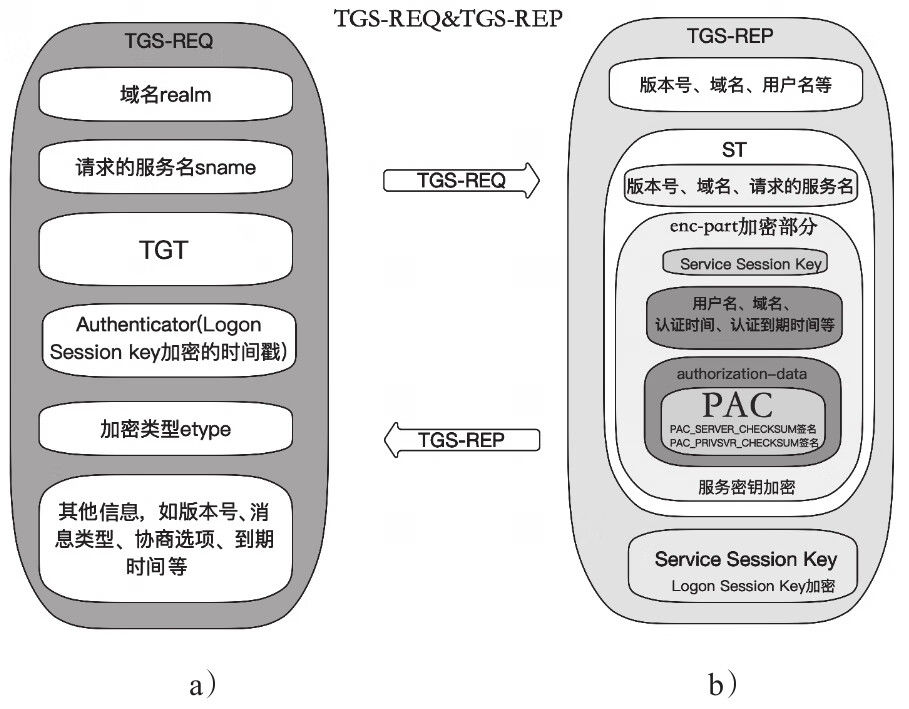 TGS-REQ&TGS-REP
TGS-REQ
域名realm
请求的服务名sname
TGT
Authenticator(Logon
Session key加密的时间戳)
加密类型etype
其他信息，如版本号、消
息类型、协商选项、到期
时间等
a）
TGS-REQ
TGS-REP
TGS-REP
版本号、域名、用户名等
ST
版本号、域名、请求的服务名
enc-part加密部分
Service Session Key
用户名、域名、
认证时间、认证到期时间等
authorization-data
PAC
PAC_SERVER_CHECKSUM签名
PAC_PRIVSVR_CHECKSUM签名
服务密钥加密
Service Session Key
Logon Session Key加密
b）